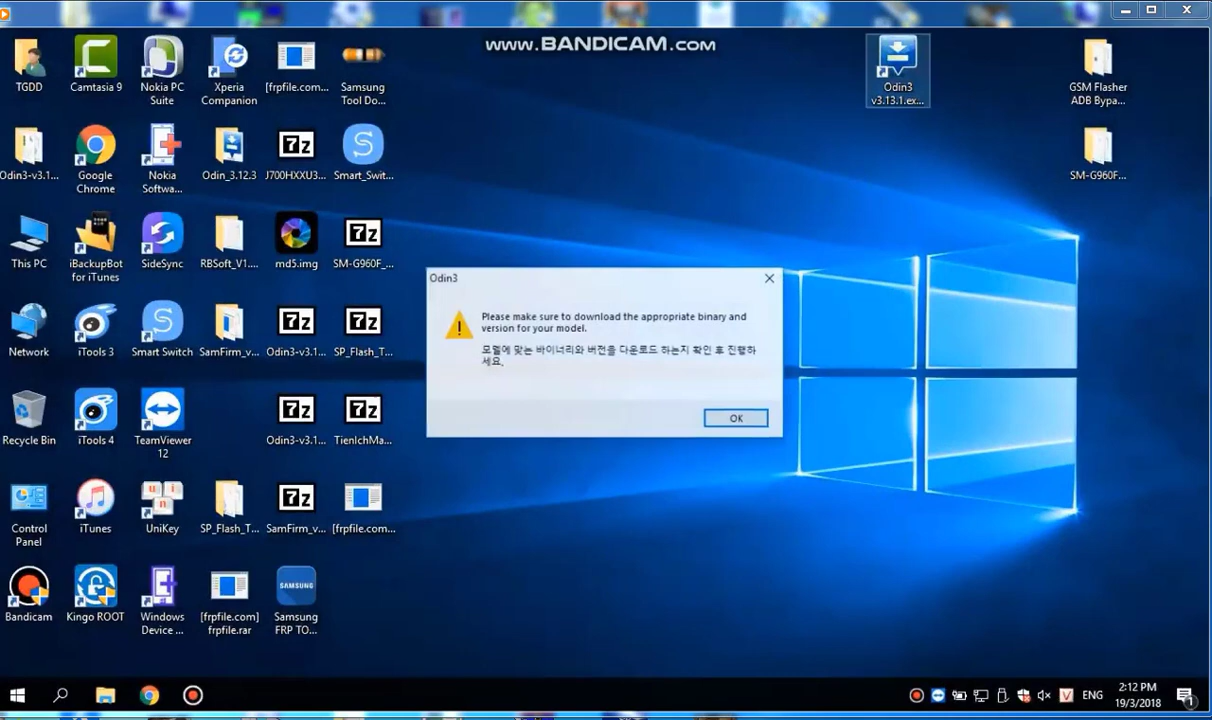 www.BANDICAM.com
TGDD
Camtasia 9
Nokia PC
Suite
Xperia
Companion
[frpfile.com...
Samsung
Tool Do...
Odin3
v3.13.1.ex...
GSM Flasher
ADB Bypa...
Odin3-v3.1...
Google
Chrome
Nokia
Softwa...
Odin_3.12.3
J700HXXU3...
Smart_Swit...
SM-G960F...
This PC
iBackupBot
for iTunes
SideSync
RBSoft_V1....
md5.img
SM-G960F_...
Odin3
Please make sure to download the appropriate binary and
version for your model.
모델에 맞는 바이너리와 버전을 다운로드 하는지 확인 후 진행하
세요.
OK
Network
iTools 3
Smart Switch
SamFirm_v...
Odin3-v3.1...
SP_Flash_T...
Recycle Bin
iTools 4
TeamViewer
12
Odin3-v3.1...
TienIchMa...
Control
Panel
iTunes
UniKey
SP_Flash_T...
SamFirm_v...
[frpfile.com...
Bandicam
Kingo ROOT
Windows
Device ...
[frpfile.com]
frpfile.rar
SAMSUNG
Samsung
FRP TO...
ENG
2:12 PM
19/3/2018
1